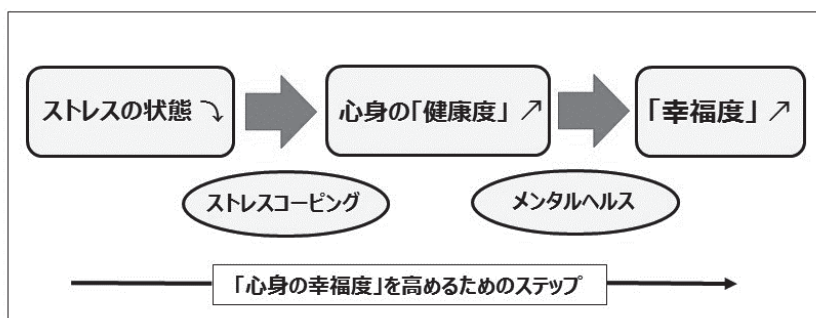 ストレスの状態 ⤵
心身の「健康度」 ↗
「幸福度」 ↗
ストレスコーピング
メンタルヘルス
「心身の幸福度」を高めるためのステップ